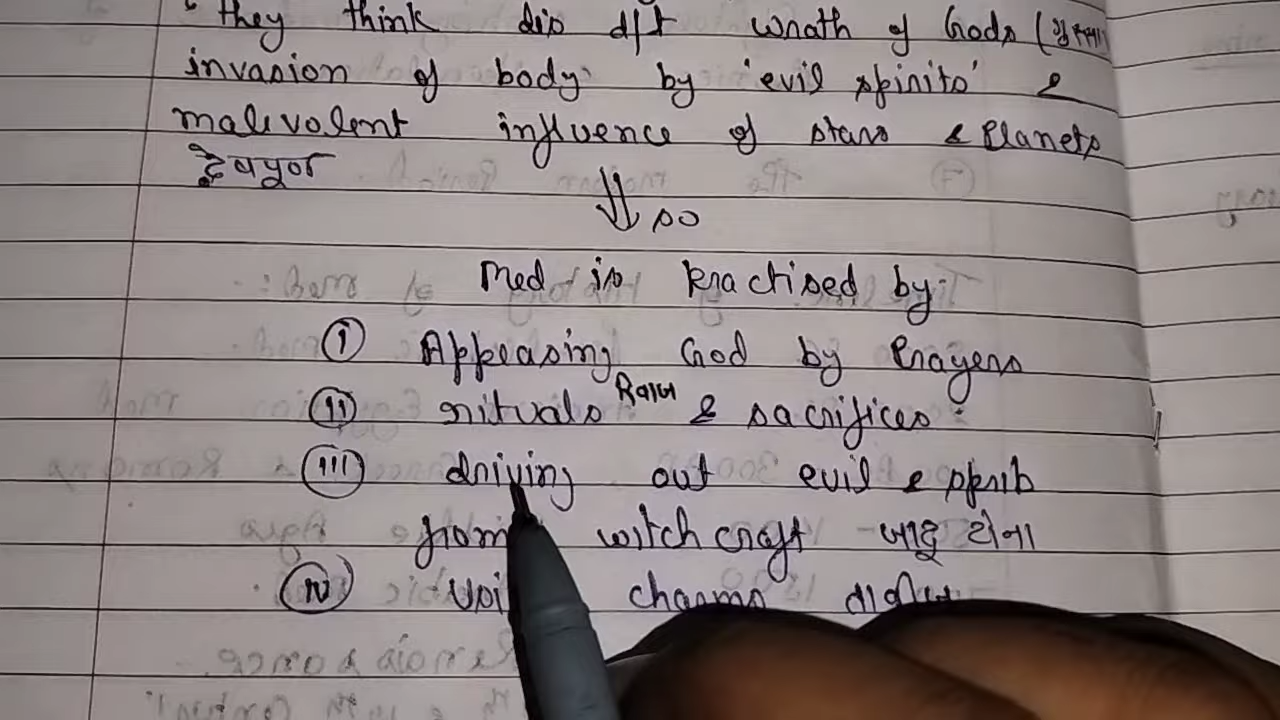 they think dis d/t wrath of Gods (गुस्सा
invasion of body by 'evil spirits' &
malevolent influence of stars & Planets
द्वेषपूर्ण
so
Med is Practised by:
(i) Appeasing God by Prayers
(ii) rituals & sacrifices
(iii) driving out evil & spprib
from witch craft - जादू टोना
(iv) charms